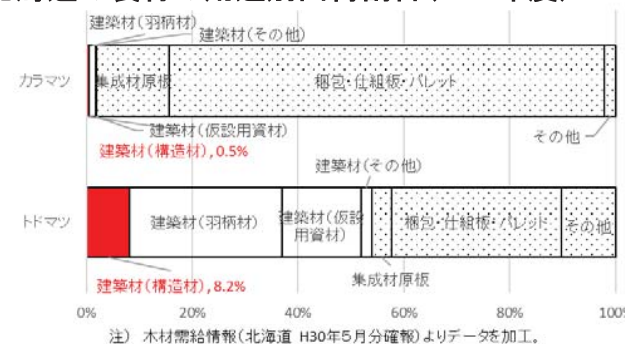 建築材(羽柄材)
建築材(その他)
カラマツ
集成材原板
梱包・仕組板・パレット
建築材(仮設用資材)
その他
建築材(構造材), 0.5%
建築材(その他)
トドマツ
建築材(羽柄材)
建築材(仮設
用資材)
梱包・仕組板・パレット
その他
集成材原板
建築材(構造材), 8.2%
0%
20%
40%
60%
80%
100%
注) 木材需給情報(北海道 H30年5月分確報)よりデータを加工。